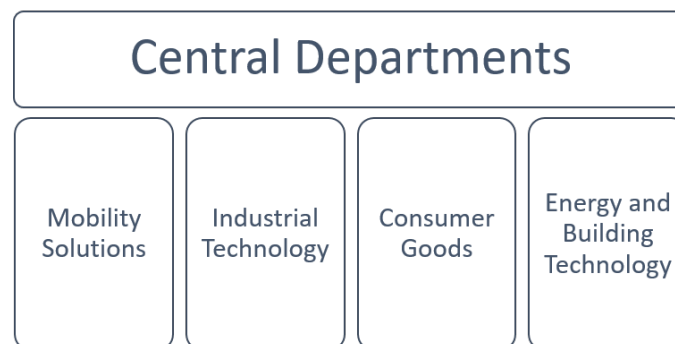 Central Departments
Mobility
Solutions
Industrial
Technology
Consumer
Goods
Energy and
Building
Technology